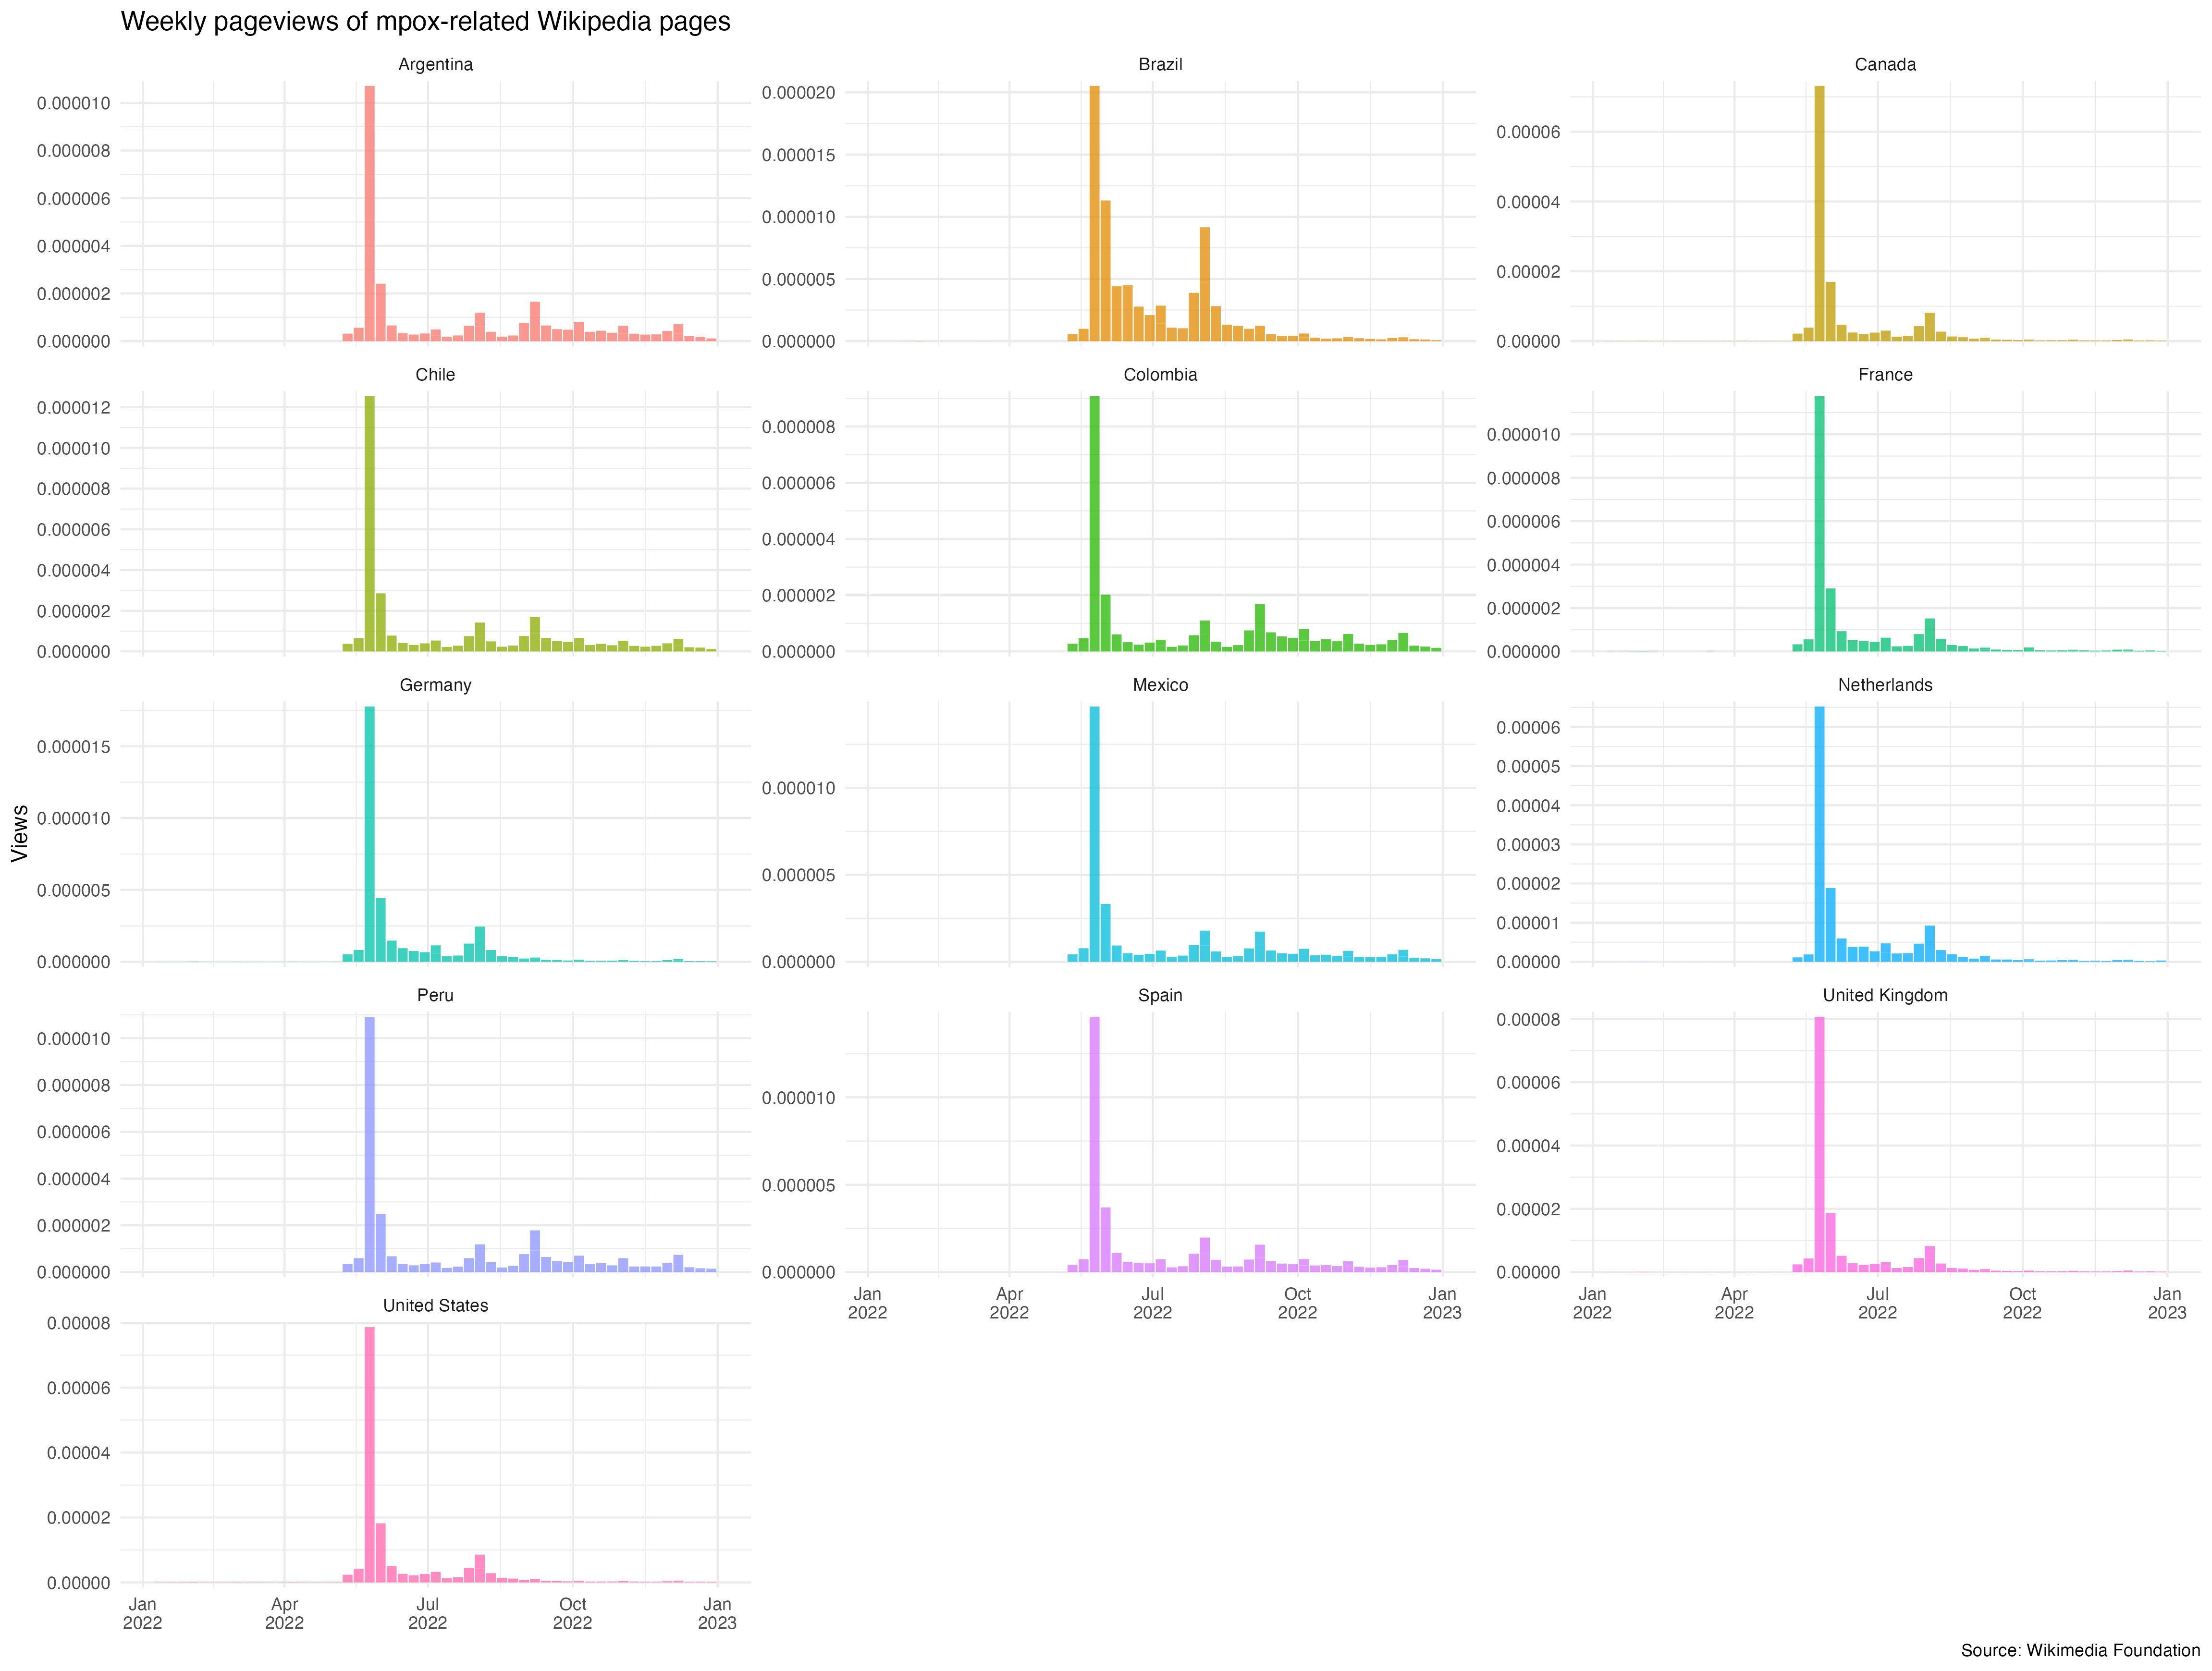 Weekly pageviews of mpox-related Wikipedia pages
Argentina
Brazil
Canada
0.000010
0.000008
0.000006
0.000004
0.000002
0.000000
0.000020
0.000015
0.000010
0.000005
0.000000
0.00006
0.00004
0.00002
0.00000
Chile
Colombia
France
0.000012
0.000010
0.000008
0.000006
0.000004
0.000002
0.000000
0.000008
0.000006
0.000004
0.000002
0.000000
0.000010
0.000008
0.000006
0.000004
0.000002
0.000000
Germany
Mexico
Netherlands
0.000015
0.000010
0.000005
0.000000
0.000010
0.000005
0.000000
0.00006
0.00005
0.00004
0.00003
0.00002
0.00001
0.00000
Views
Peru
Spain
United Kingdom
0.000010
0.000008
0.000006
0.000004
0.000002
0.000000
0.000010
0.000005
0.000000
0.00008
0.00006
0.00004
0.00002
0.00000
Jan
2022
Apr
2022
Jul
2022
Oct
2022
Jan
2023
Jan
2022
Apr
2022
Jul
2022
Oct
2022
Jan
2023
United States
0.00008
0.00006
0.00004
0.00002
0.00000
Jan
2022
Apr
2022
Jul
2022
Oct
2022
Jan
2023
Source: Wikimedia Foundation